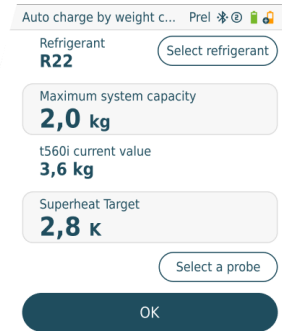 Auto charge by weight c... Prel 2
Refrigerant
R22
Select refrigerant
Maximum system capacity
2,0 kg
t560i current value
3,6 kg
Superheat Target
2,8 K
Select a probe
OK